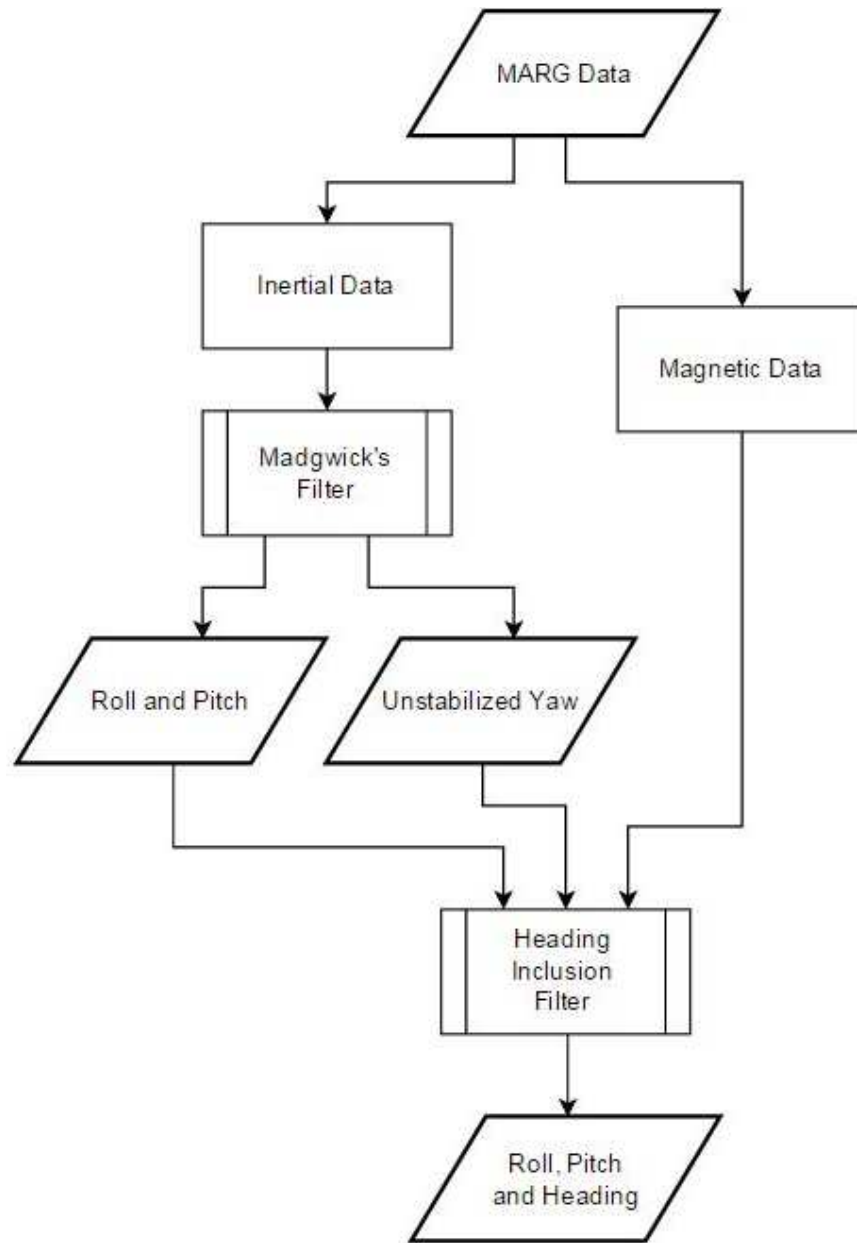 MARG Data
Inertial Data
Magnetic Data
Madgwick's
Filter
Roll and Pitch
Unstabilized Yaw
Heading
Inclusion
Filter
Roll, Pitch
and Heading